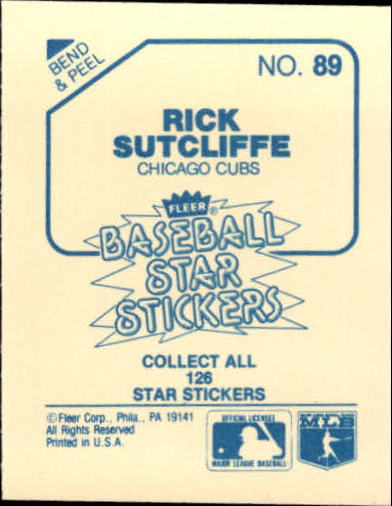 BEND
& PEEL
NO. 89
RICK
SUTCLIFFE
CHICAGO CUBS
FLEER®
BASEBALL
STAR
STICKERS
COLLECT ALL
126
STAR STICKERS
© Fleer Corp., Phila., PA 19141
All Rights Reserved
Printed in U.S.A.
OFFICIAL LICENSEE
MAJOR LEAGUE BASEBALL
MLB